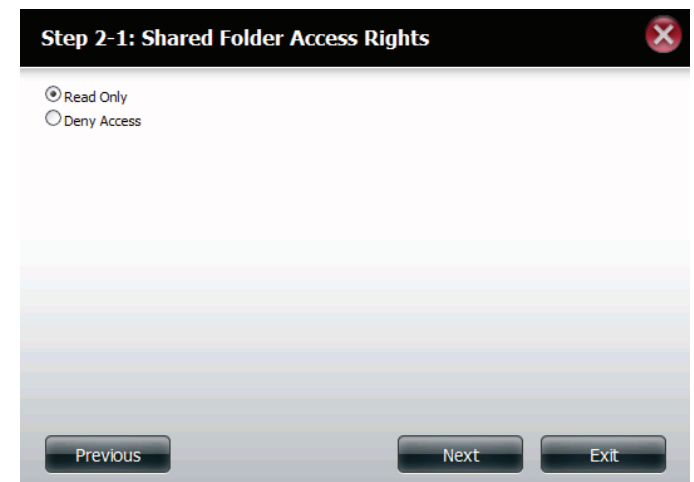 Step 2-1: Shared Folder Access Rights
Read Only
Deny Access
Previous Next Exit